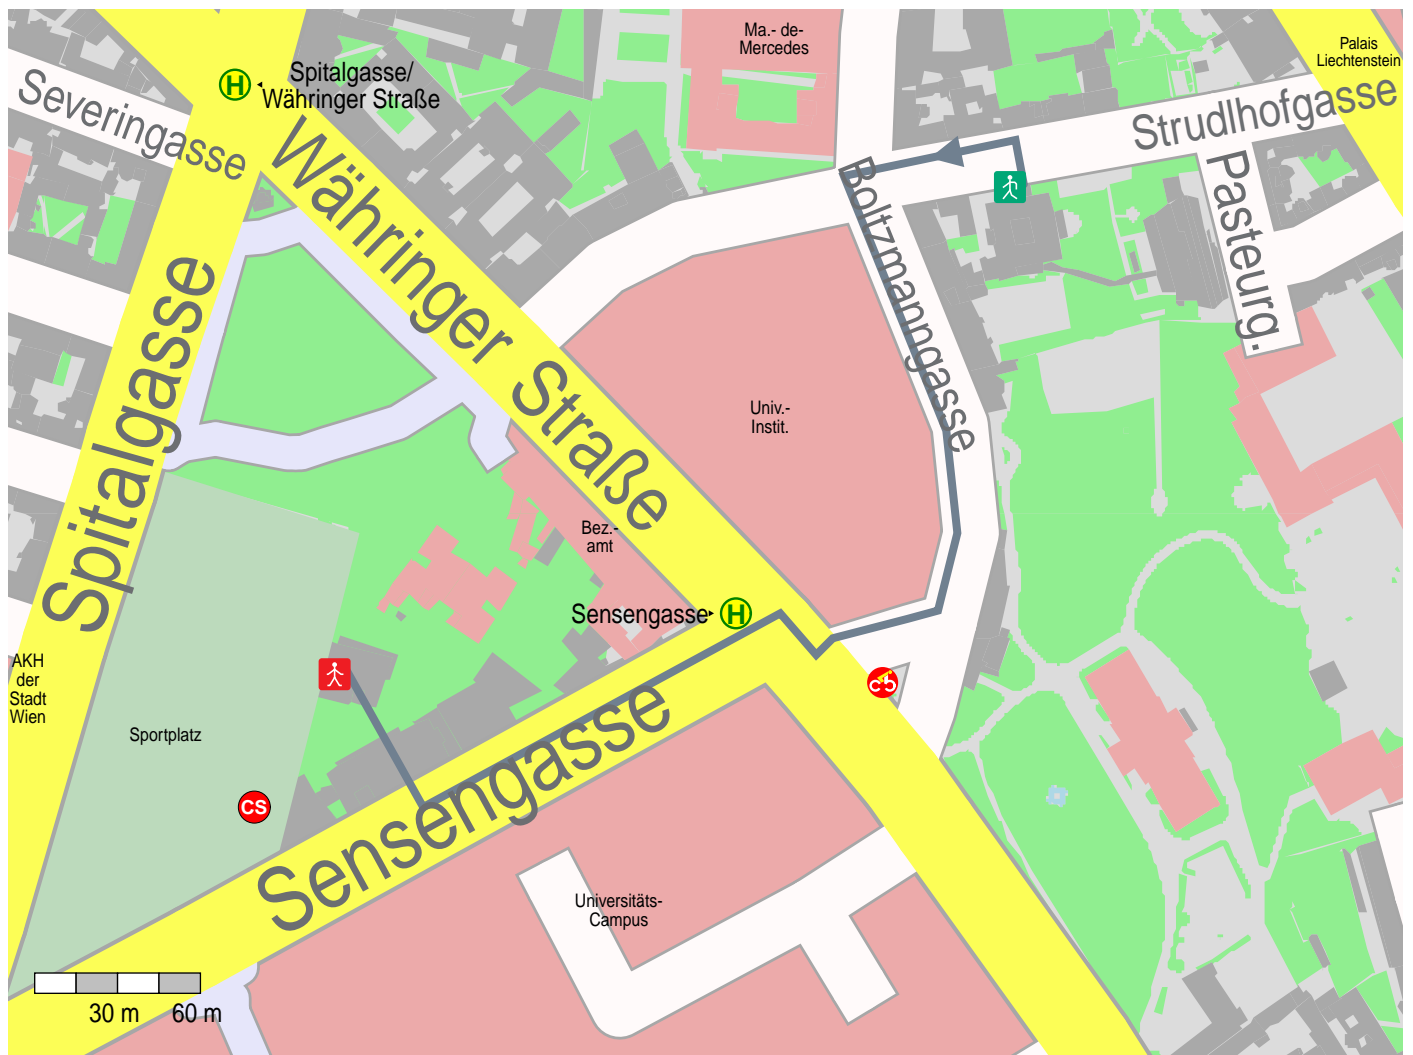 Ma.- de-
Mercedes
Palais
Liechtenstein
H
Spitalgasse/
Währinger Straße
Severingasse
Strudlhofgasse
Währinger Straße
Boltzmanngasse
Pasteurg.
Spitalgasse
Univ.-
Instit.
Bez.-
amt
Sensengasse
H
AKH
der
Stadt
Wien
Sportplatz
CS
Sensengasse
Universitäts-
Campus
30 m
60 m